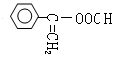 C — OOCH
CH₂